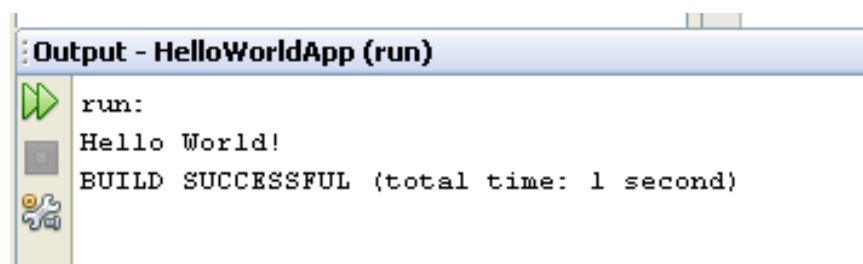 Output - HelloWorldApp (run)
run:
Hello World!
BUILD SUCCESSFUL (total time: 1 second)